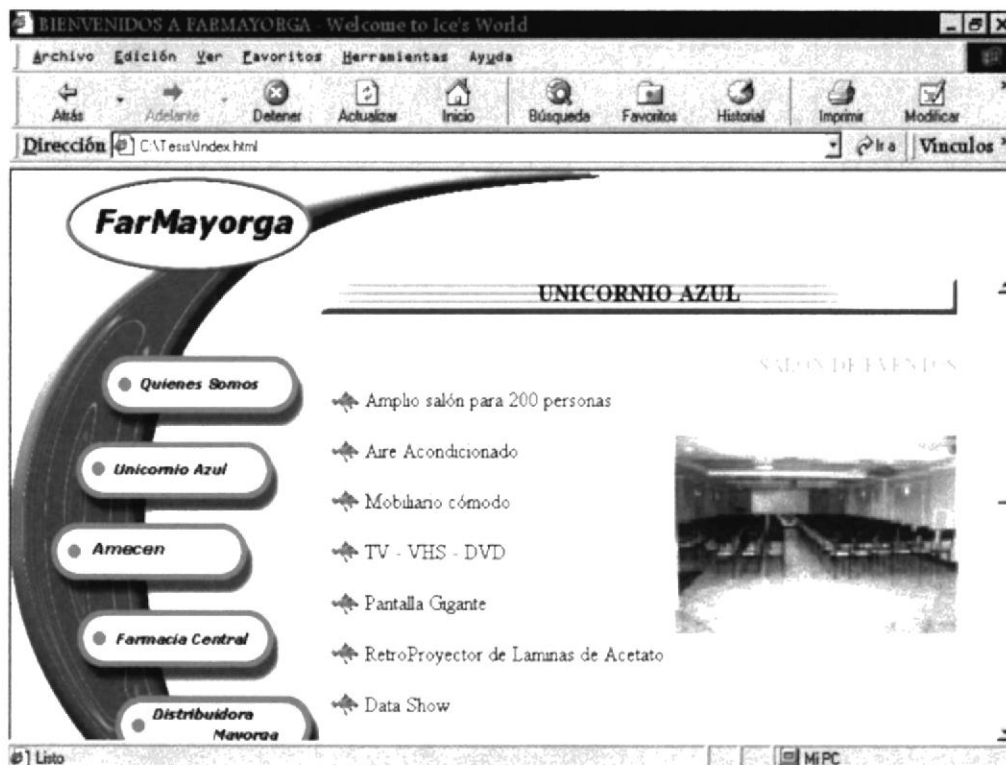 BIENVENIDOS A FARMAYORGA - Welcome to Ice's World
Archivo Edición Ver Favoritos Herramientas Ayuda
Atrás Adelante Detener Actualizar Inicio Búsqueda Favoritos Historial Imprimir Modificar
Dirección C:\Tesis\Index.html Ir a Vínculos
FarMayorga
UNICORNIO AZUL
SALON DE EVENTOS
Quienes Somos
Unicornio Azul
Amecen
Farmacia Central
Distribuidora
Mayorga
Amplio salón para 200 personas
Aire Acondicionado
Mobiliario cómodo
TV - VHS - DVD
Pantalla Gigante
RetroProyector de Laminas de Acetato
Data Show
Listo Mi PC